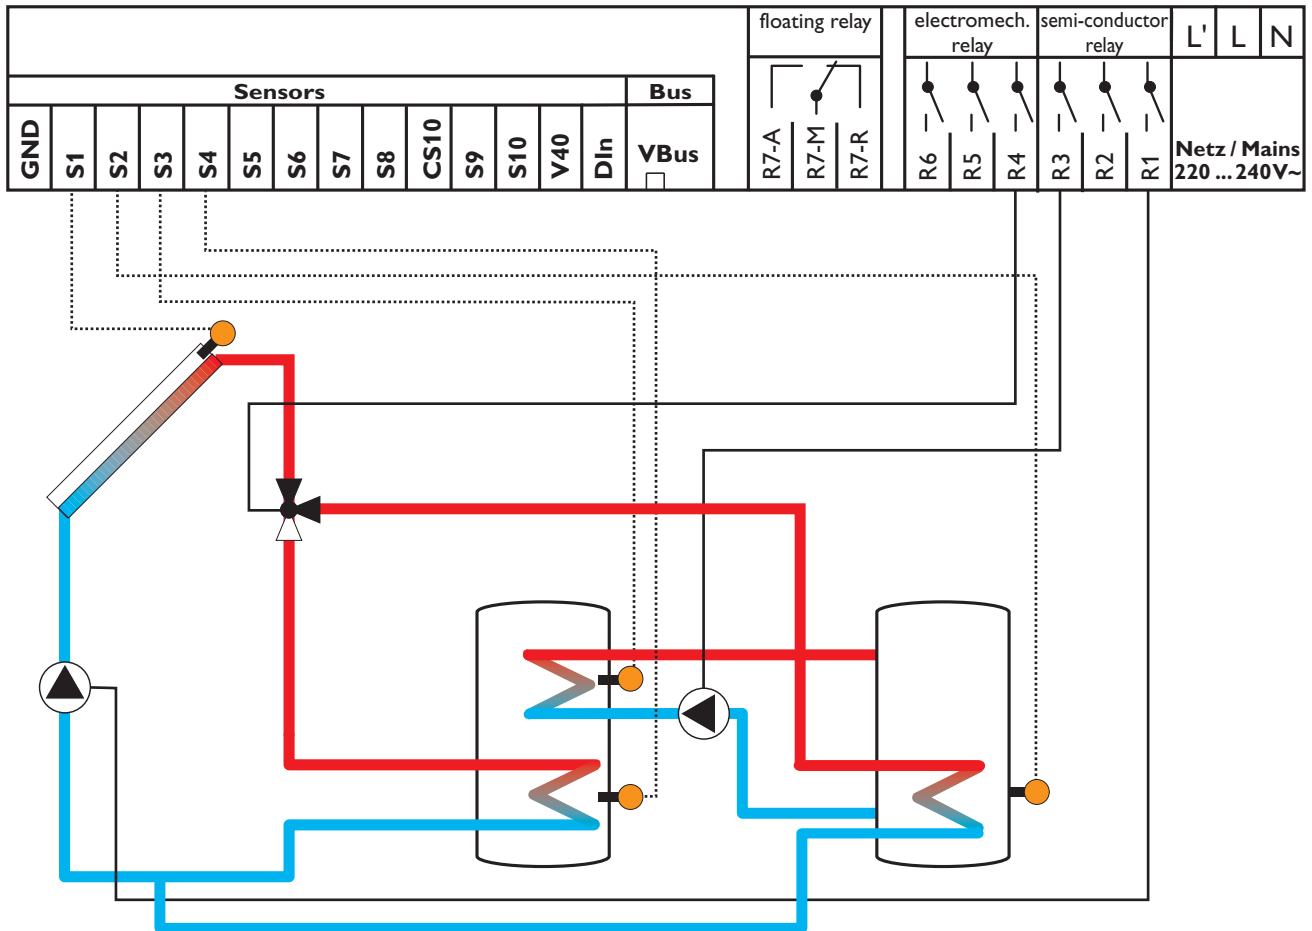 floating relay
electromech.
relay
semi-conductor
relay
L'
L
N
Sensors
Bus
GND
S1
S2
S3
S4
S5
S6
S7
S8
CS10
S9
S10
V40
DIn
VBus
R7-A
R7-M
R7-R
R6
R5
R4
R3
R2
R1
Netz / Mains
220 ... 240V~